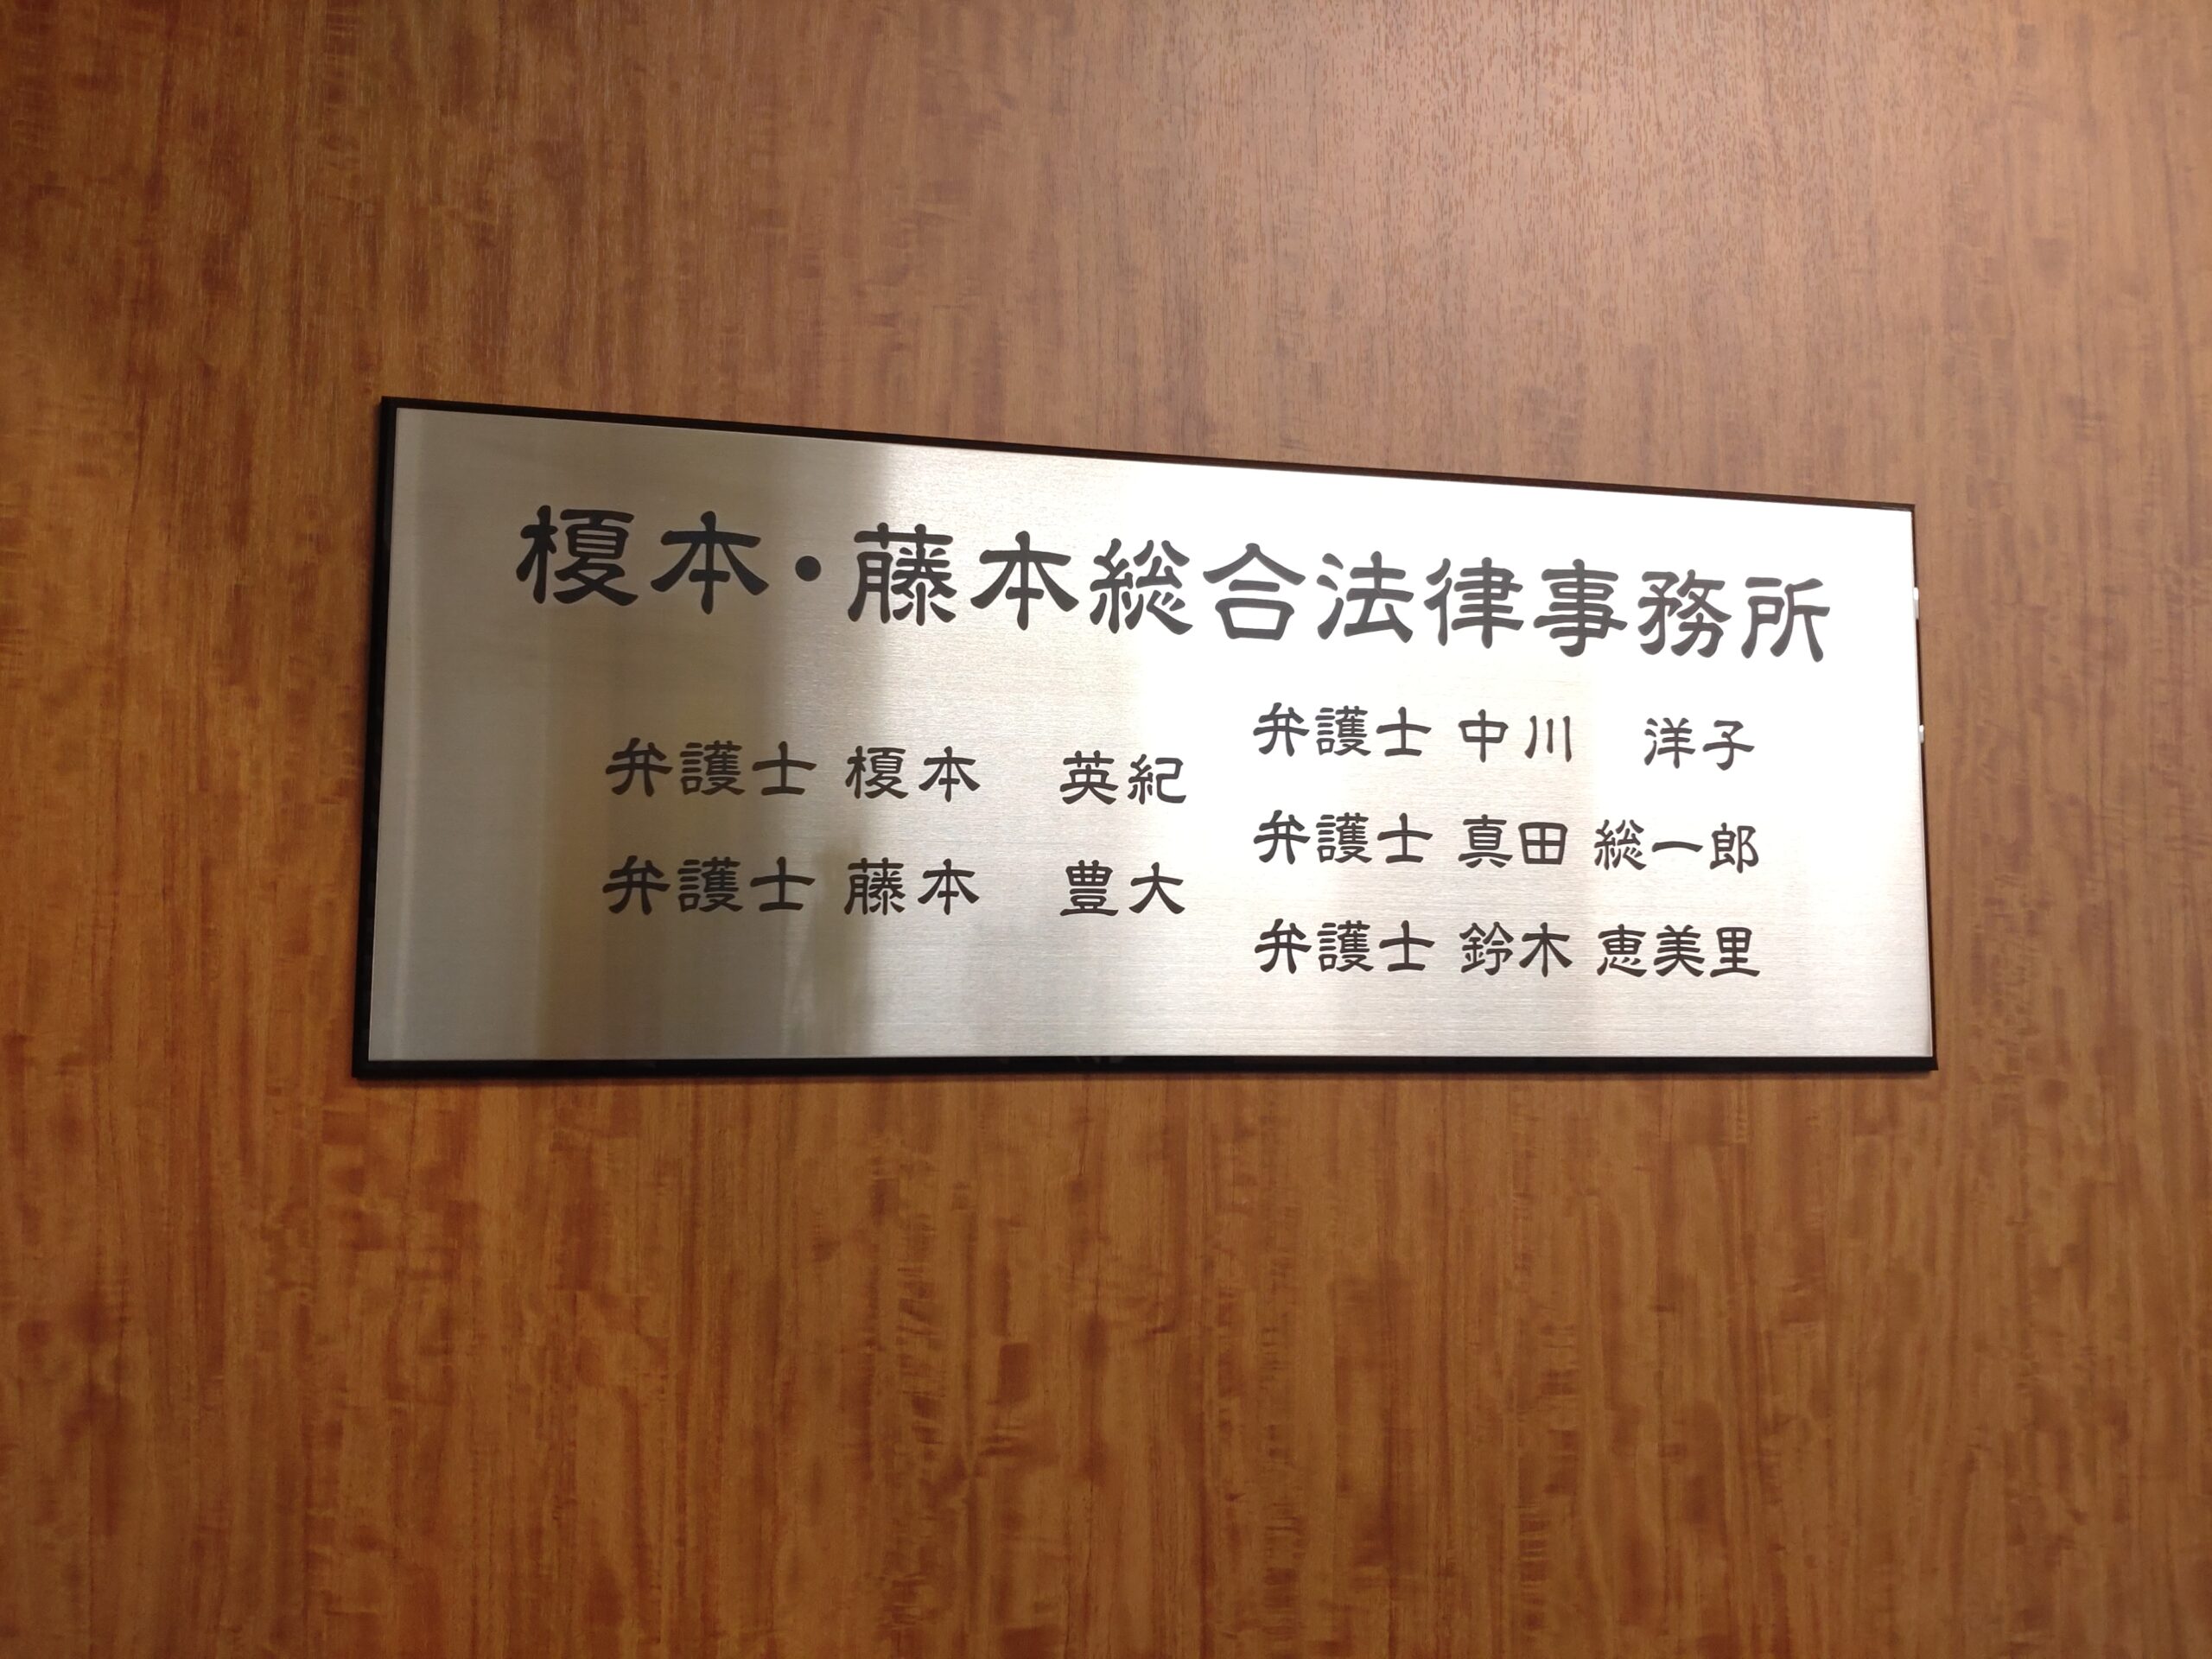 榎本・藤本総合法律事務所
弁護士 榎本　英紀
弁護士 藤本　豊大
弁護士 中川　洋子
弁護士 真田 総一郎
弁護士 鈴木 恵美里